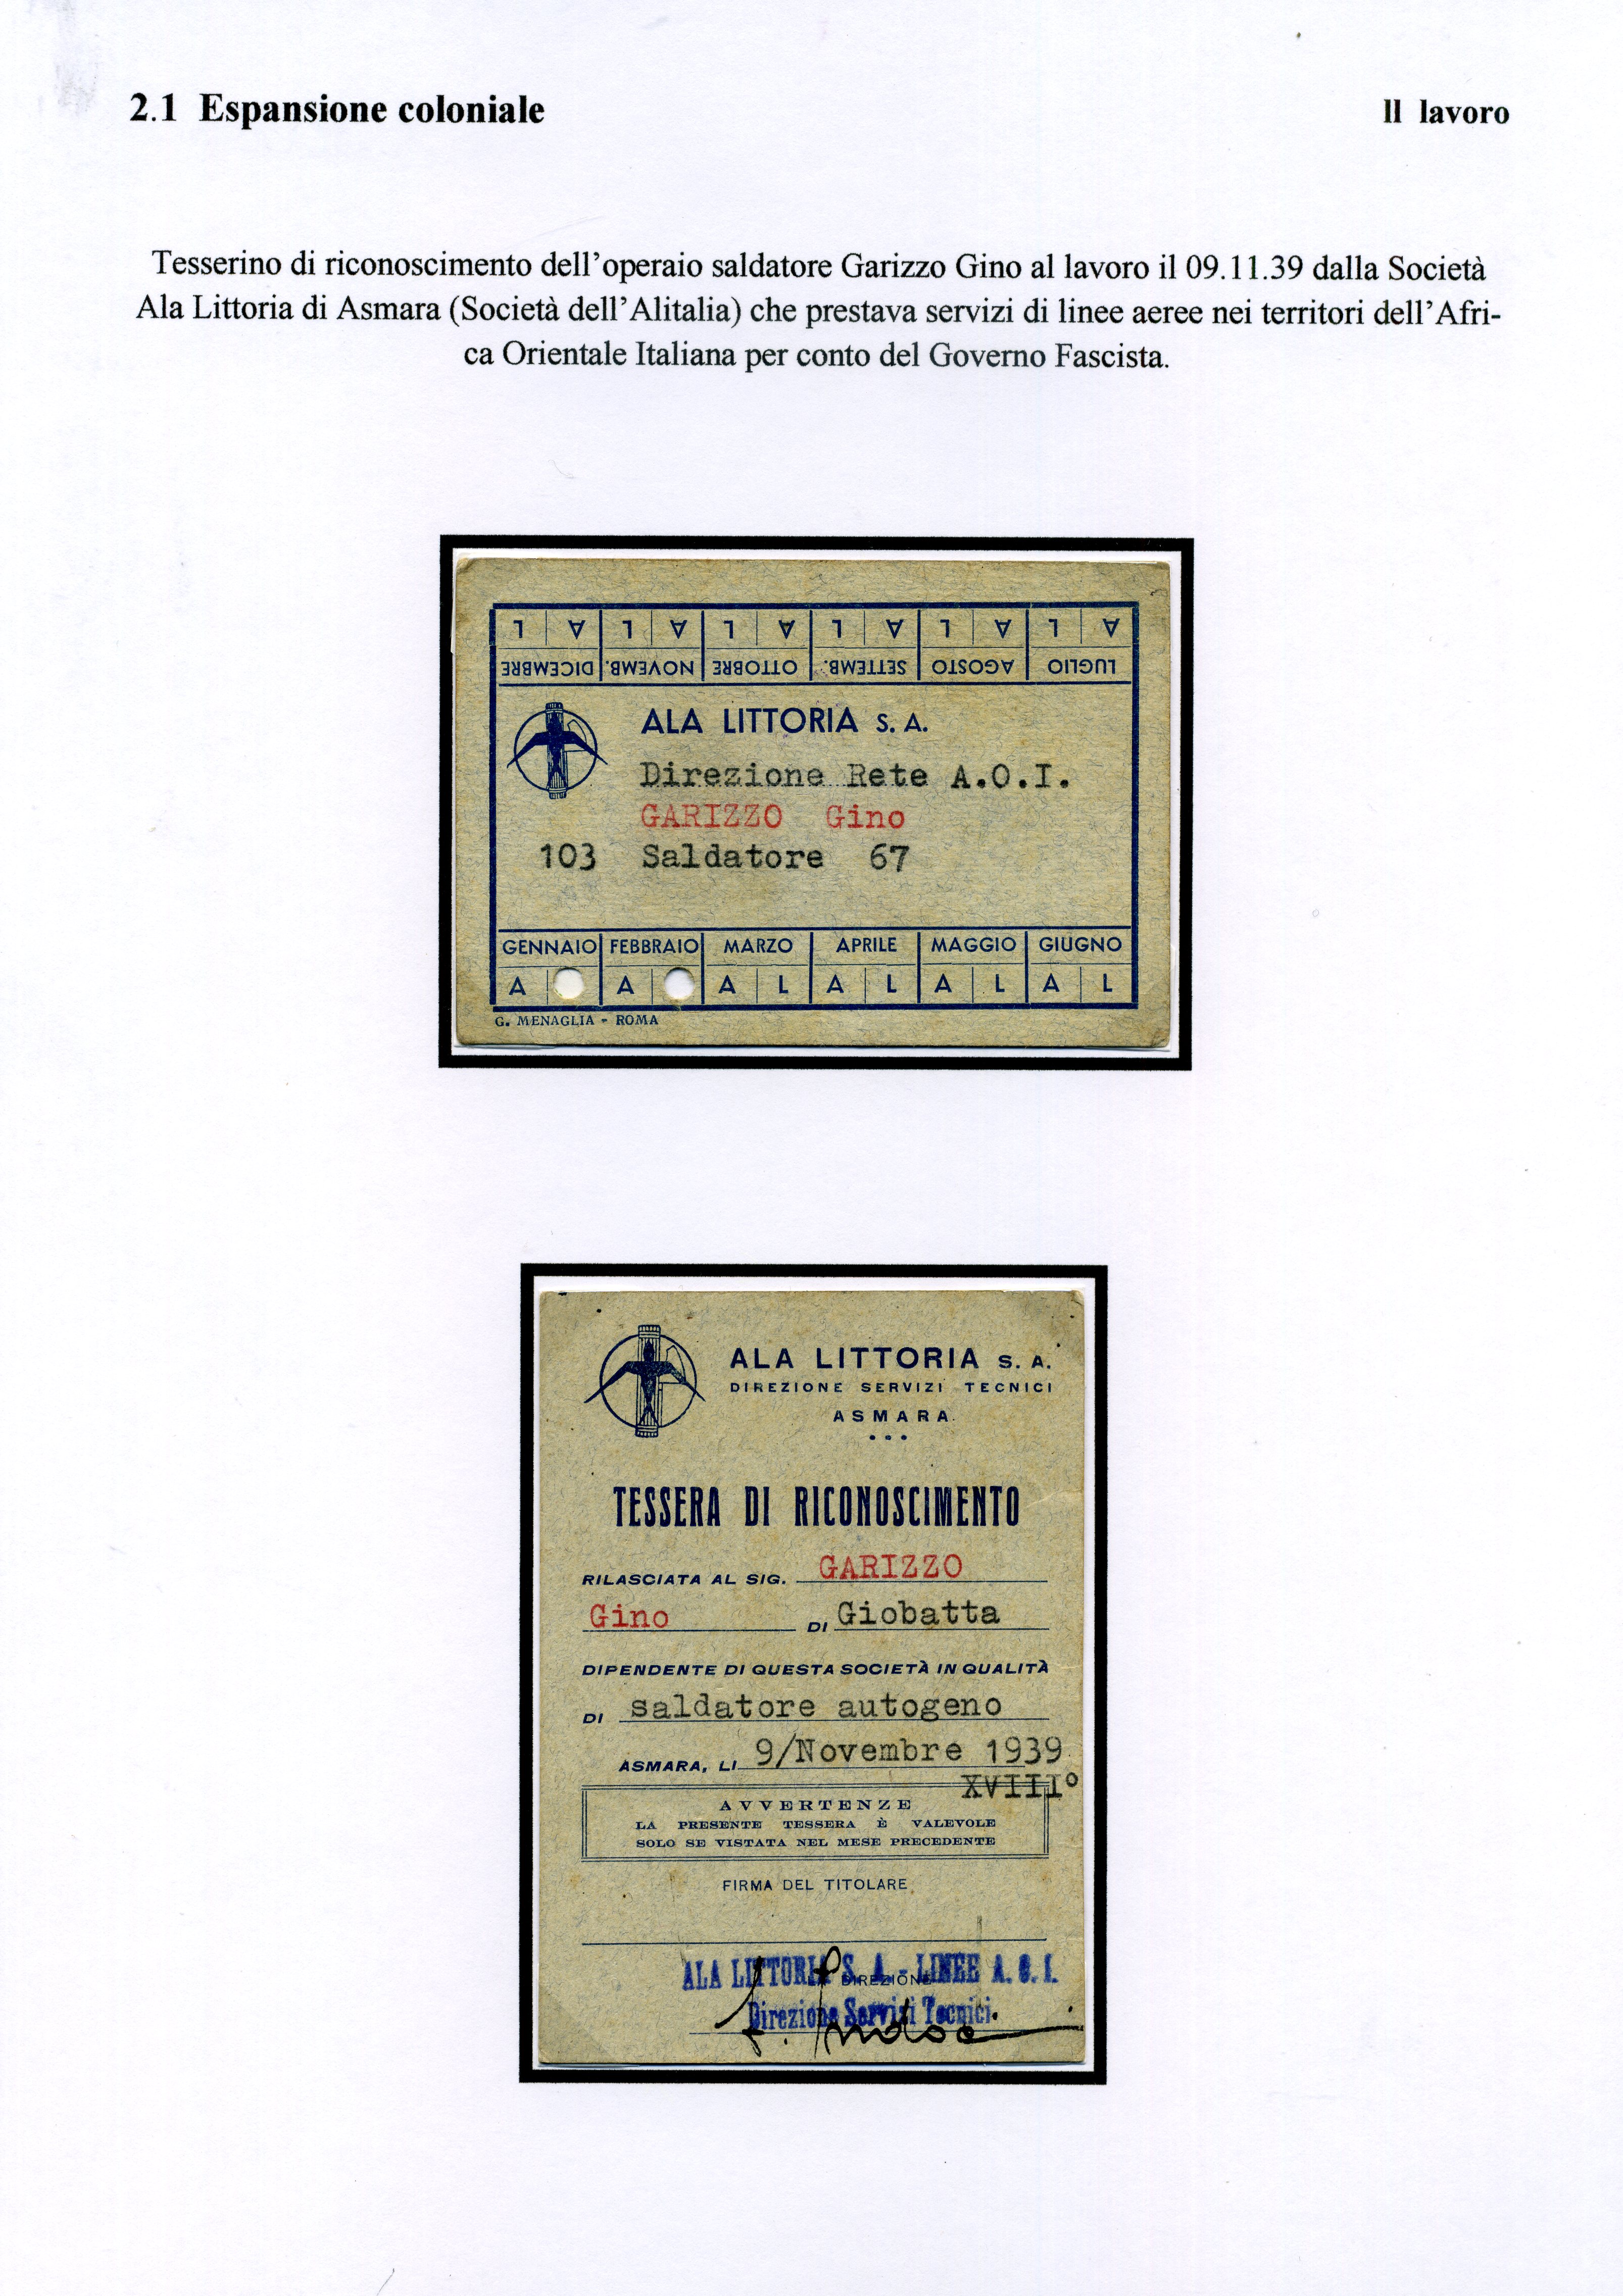 2.1 Espansione coloniale
Il lavoro
Tesserino di riconoscimento dell'operaio saldatore Garizzo Gino al lavoro il 09.11.39 dalla Società
Ala Littoria di Asmara (Società dell'Alitalia) che prestava servizi di linee aeree nei territori dell'Afri-
ca Orientale Italiana per conto del Governo Fascista.
L A L A L A L A L A L A
DICEMBRE NOVEMB. OTTOBRE SETTEMB. AGOSTO LUGLIO
ALA LITTORIA S. A.
Direzione Rete A.O.I.
GARIZZO Gino
103 Saldatore 67
GENNAIO FEBBRAIO MARZO APRILE MAGGIO GIUGNO
A A A L A L A L A L
G. MENAGLIA - ROMA
ALA LITTORIA S. A.
DIREZIONE SERVIZI TECNICI
ASMARA
TESSERA DI RICONOSCIMENTO
RILASCIATA AL SIG. GARIZZO
Gino DI Giobatta
DIPENDENTE DI QUESTA SOCIETÀ IN QUALITÀ
DI saldatore autogeno
ASMARA, LI 9/Novembre 1939
XVIII°
AVVERTENZE
LA PRESENTE TESSERA È VALEVOLE
SOLO SE VISTATA NEL MESE PRECEDENTE
FIRMA DEL TITOLARE
ALA LITTORIA S. A. - LINEE A. O. I.
DIREZIONE
Direzione Servizi Tecnici.